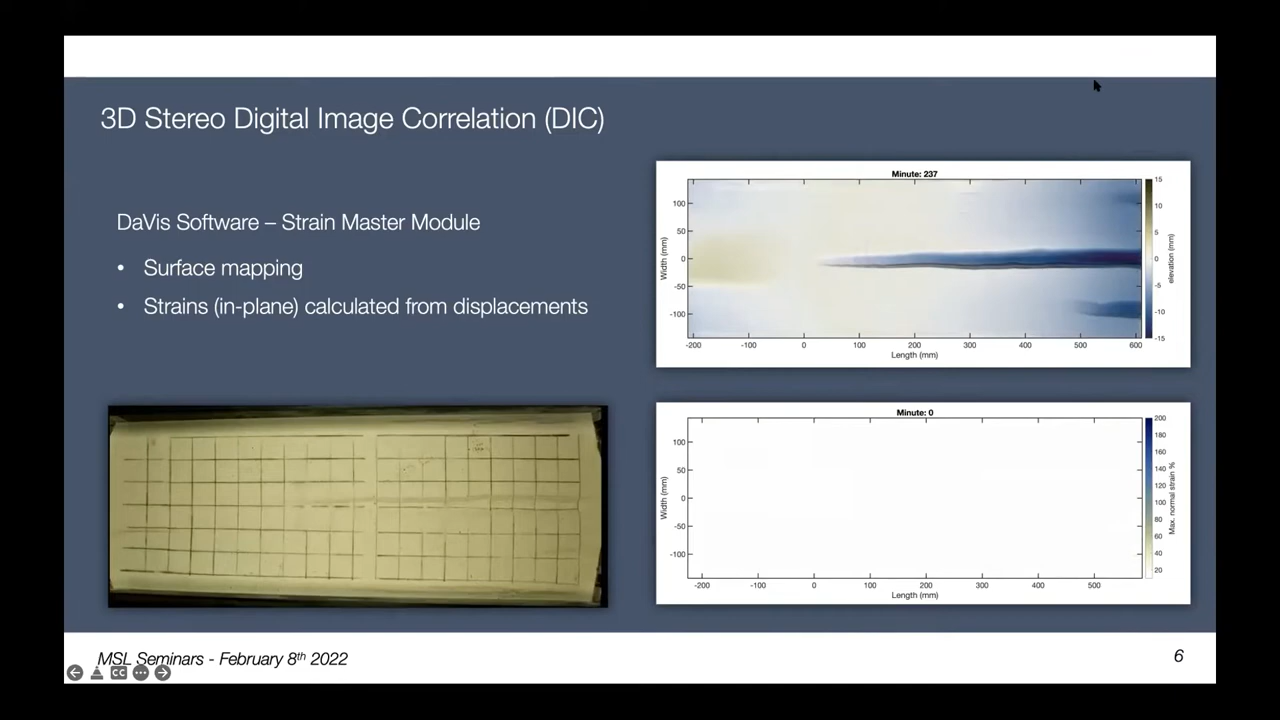 3D Stereo Digital Image Correlation (DIC)
DaVis Software – Strain Master Module
• Surface mapping
• Strains (in-plane) calculated from displacements
Minute: 237
100
50
0
-50
-100
Width (mm)
-200 -100 0 100 200 300 400 500 600
Length (mm)
15
10
5
0
-5
-10
-15
elevation (mm)
Minute: 0
100
50
0
-50
-100
Width (mm)
-200 -100 0 100 200 300 400 500
Length (mm)
200
180
160
140
120
100
80
60
40
20
Max. normal strain %
MSL Seminars - February 8th 2022
CC
6